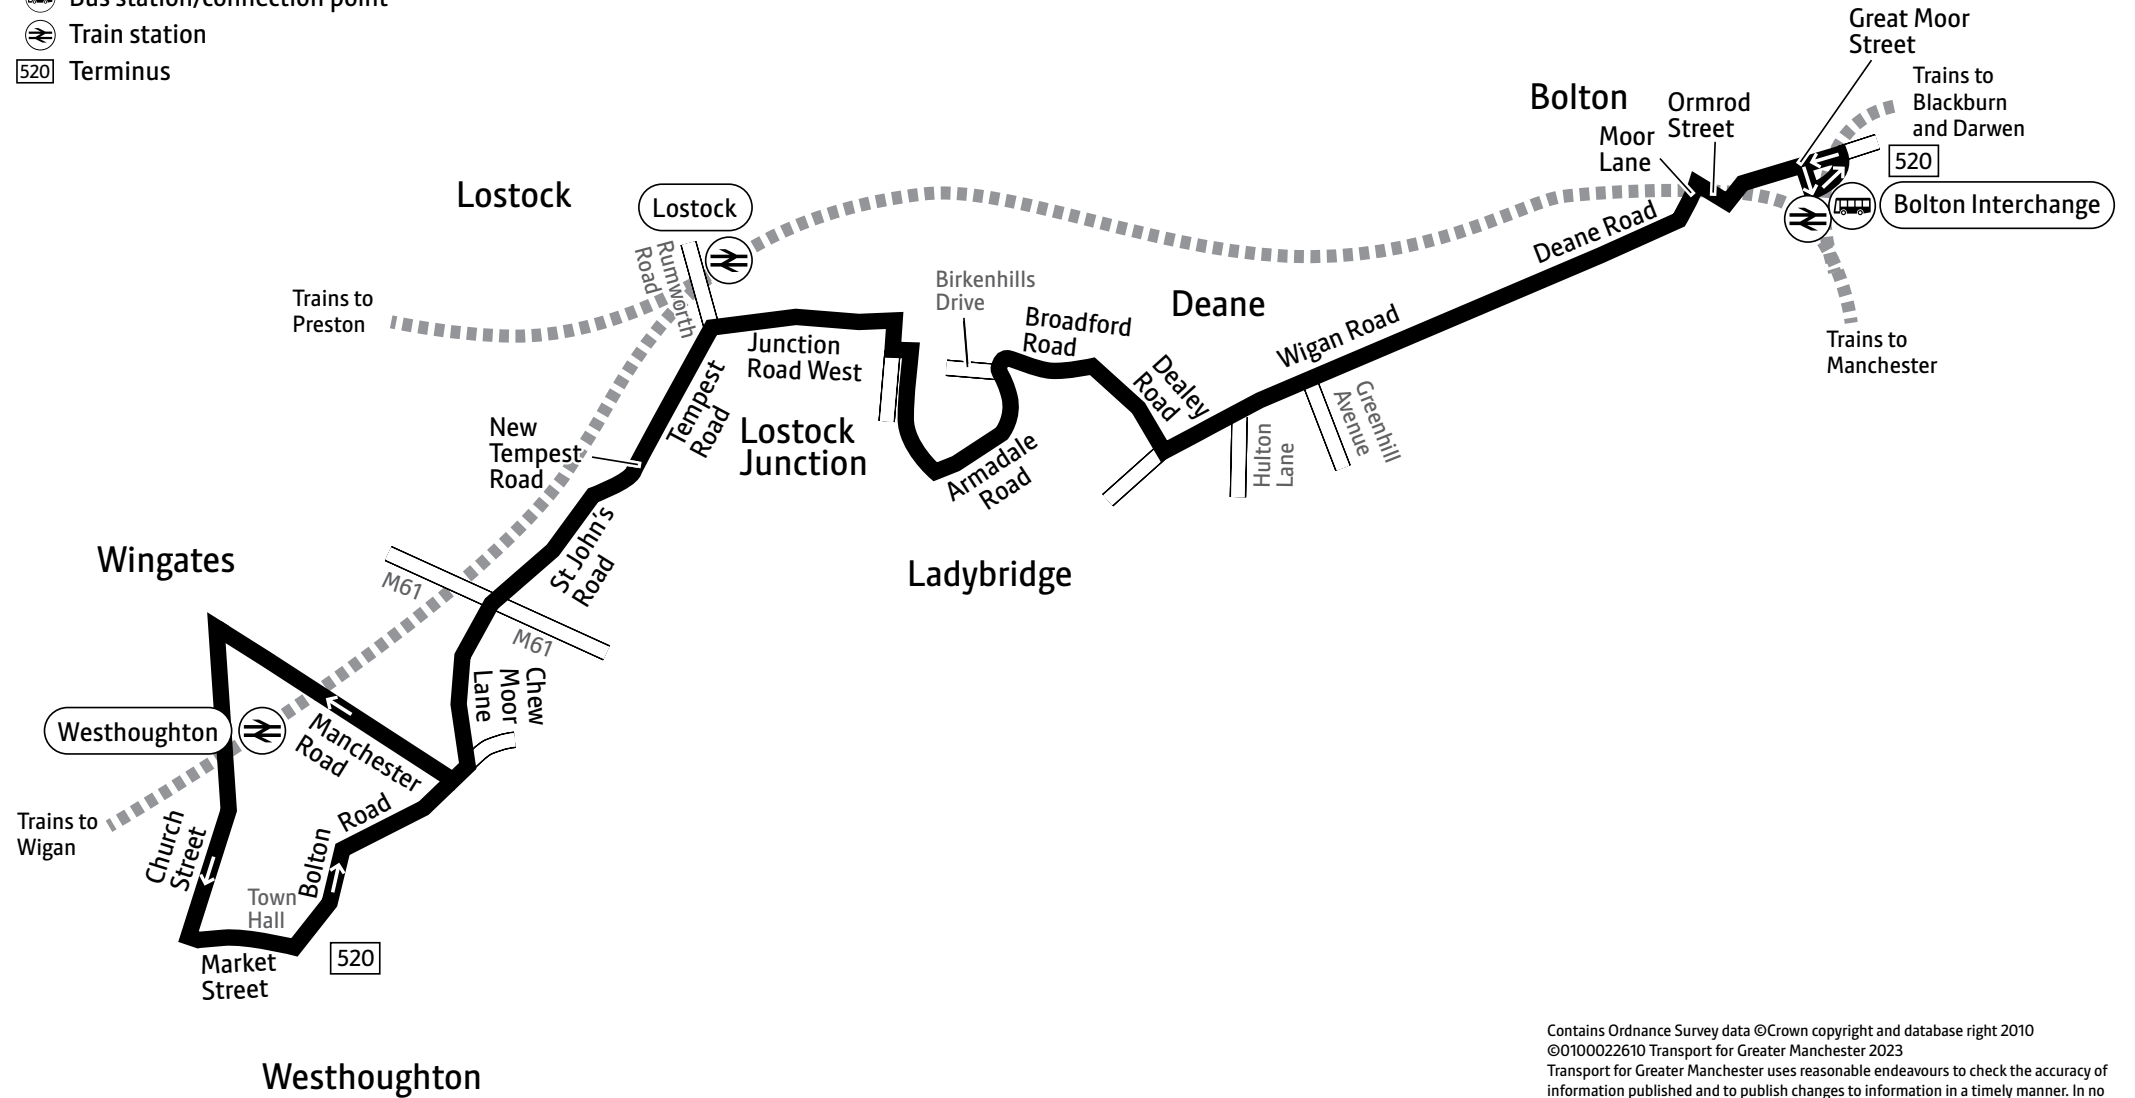 Bus station/connection point
Train station
520 Terminus
Great Moor
Street
Trains to
Blackburn
and Darwen
Bolton
Ormrod
Street
Moor
Lane
520
Bolton Interchange
Lostock
Lostock
Rumworth
Road
Deane Road
Trains to
Preston
Birkenhills
Drive
Deane
Broadford
Road
Wigan Road
Trains to
Manchester
Junction
Road West
Dealey
Road
Tempest
Road
Greenhill
Avenue
New
Tempest
Road
Lostock
Junction
Hulton
Lane
Armadale
Road
St John's
Road
Wingates
M61
Ladybridge
M61
Chew
Moor
Lane
Westhoughton
Manchester
Road
Trains to
Wigan
Church
Street
Bolton
Road
Town
Hall
520
Market
Street
Westhoughton
Contains Ordnance Survey data ©Crown copyright and database right 2010
©0100022610 Transport for Greater Manchester 2023
Transport for Greater Manchester uses reasonable endeavours to check the accuracy of
information published and to publish changes to information in a timely manner. In no